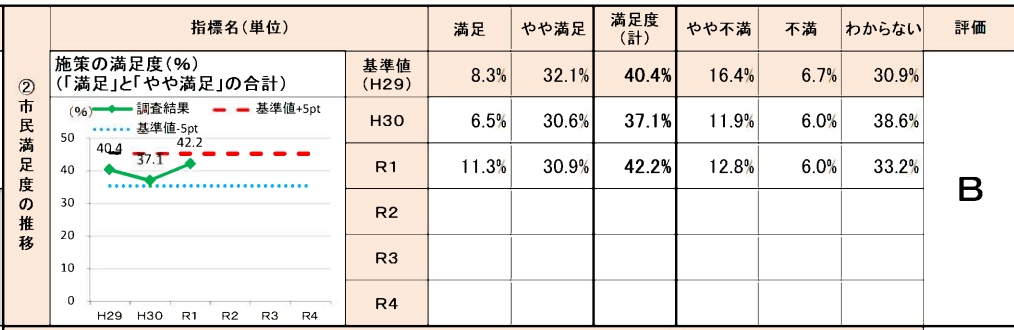 指標名(単位) 満足 やや満足 満足度(計) やや不満 不満 わからない 評価
②市民満足度の推移
施策の満足度(%)
(「満足」と「やや満足」の合計)
(%) 調査結果 基準値+5pt
基準値-5pt
50
40
30
20
10
0
40.4 37.1 42.2
H29 H30 R1 R2 R3 R4
基準値(H29) 8.3% 32.1% 40.4% 16.4% 6.7% 30.9%
H30 6.5% 30.6% 37.1% 11.9% 6.0% 38.6%
R1 11.3% 30.9% 42.2% 12.8% 6.0% 33.2%
R2
R3
R4
B